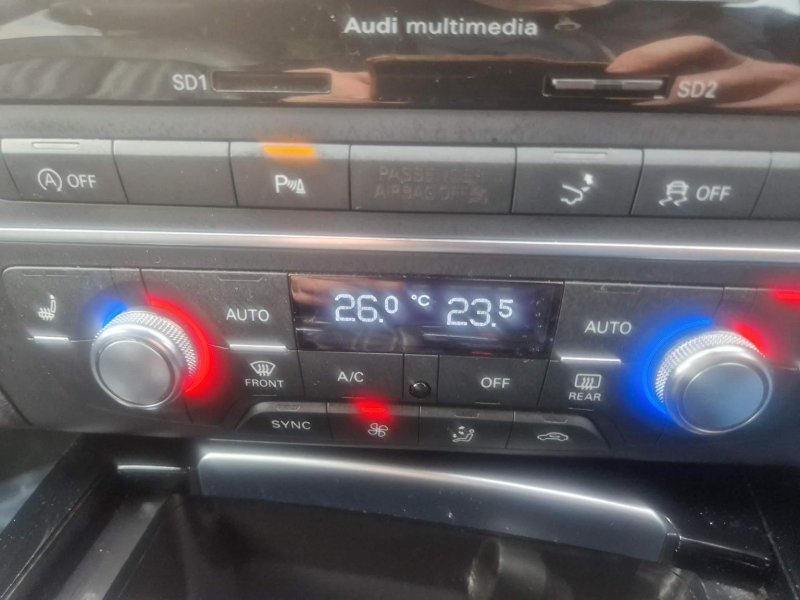 Audi multimedia
SD1 SD2
OFF
P
PASSENGER
AIRBAG OFF
OFF
AUTO
26.0 °C 23.5
AUTO
FRONT
A/C
OFF
REAR
SYNC